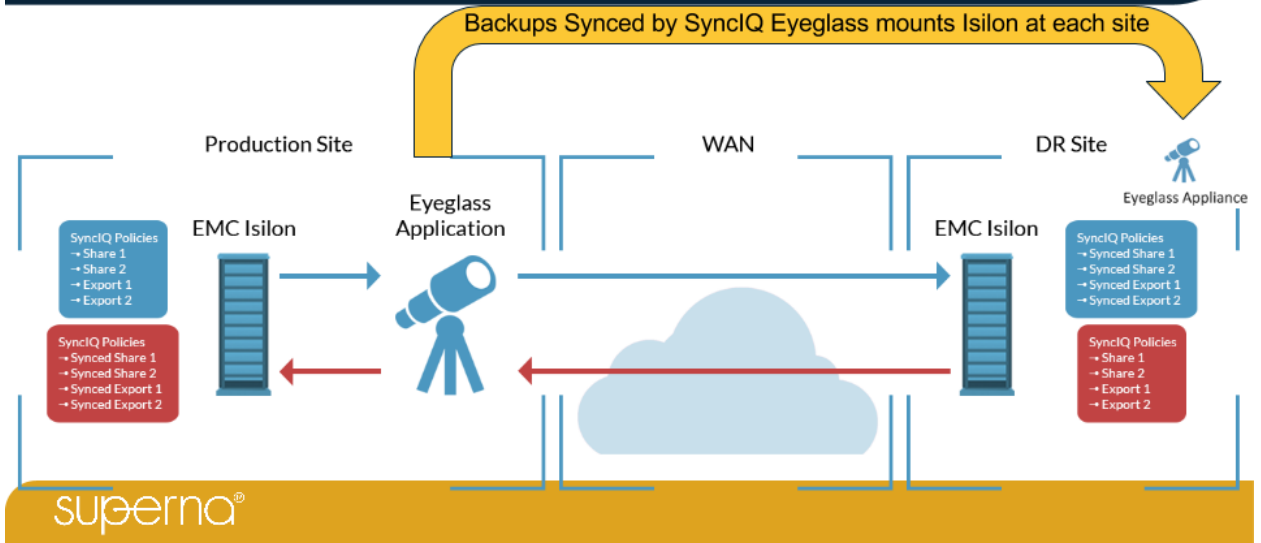 Backups Synced by SyncIQ Eyeglass mounts Isilon at each site
Production Site
WAN
DR Site
Eyeglass Appliance
EMC Isilon
Eyeglass
Application
EMC Isilon
SyncIQ Policies
→ Share 1
→ Share 2
→ Export 1
→ Export 2
SyncIQ Policies
→ Synced Share 1
→ Synced Share 2
→ Synced Export 1
→ Synced Export 2
SyncIQ Policies
→ Synced Share 1
→ Synced Share 2
→ Synced Export 1
→ Synced Export 2
SyncIQ Policies
→ Share 1
→ Share 2
→ Export 1
→ Export 2
superna®